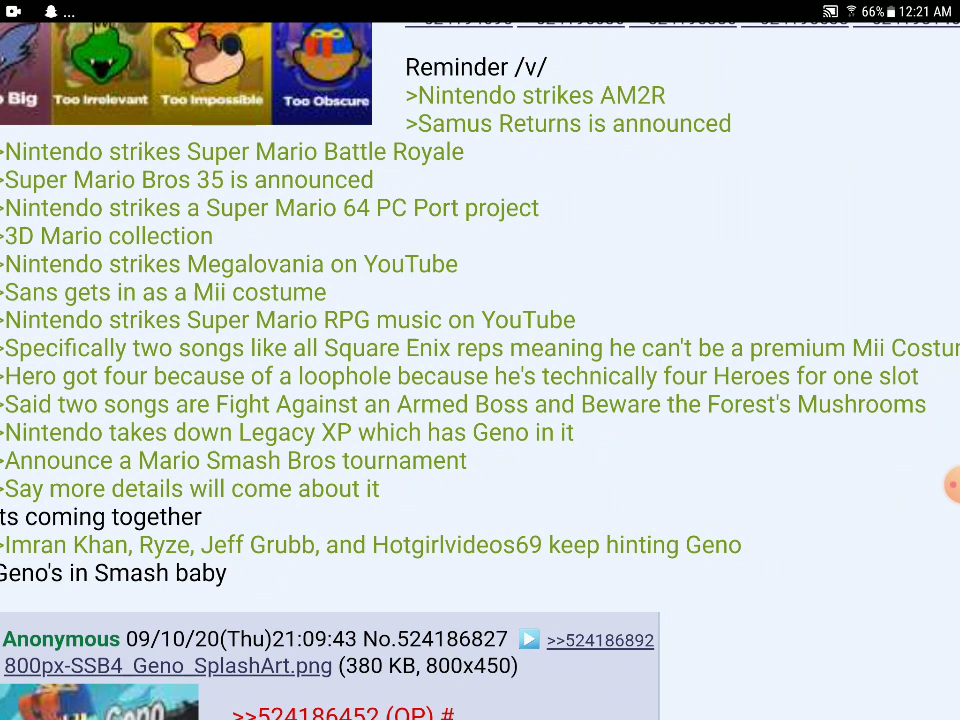 66% 12:21 AM
Big
Too Irrelevant
Too Impossible
Too Obscure
Reminder /v/
>Nintendo strikes AM2R
>Samus Returns is announced
>Nintendo strikes Super Mario Battle Royale
>Super Mario Bros 35 is announced
>Nintendo strikes a Super Mario 64 PC Port project
>3D Mario collection
>Nintendo strikes Megalovania on YouTube
>Sans gets in as a Mii costume
>Nintendo strikes Super Mario RPG music on YouTube
>Specifically two songs like all Square Enix reps meaning he can't be a premium Mii Costu
>Hero got four because of a loophole because he's technically four Heroes for one slot
>Said two songs are Fight Against an Armed Boss and Beware the Forest's Mushrooms
>Nintendo takes down Legacy XP which has Geno in it
>Announce a Mario Smash Bros tournament
>Say more details will come about it
ts coming together
>Imran Khan, Ryze, Jeff Grubb, and Hotgirlvideos69 keep hinting Geno
Geno's in Smash baby
Anonymous 09/10/20(Thu)21:09:43 No.524186827 >>524186892
800px-SSB4_Geno_SplashArt.png (380 KB, 800x450)
Geno
>>524186452 (OP) #